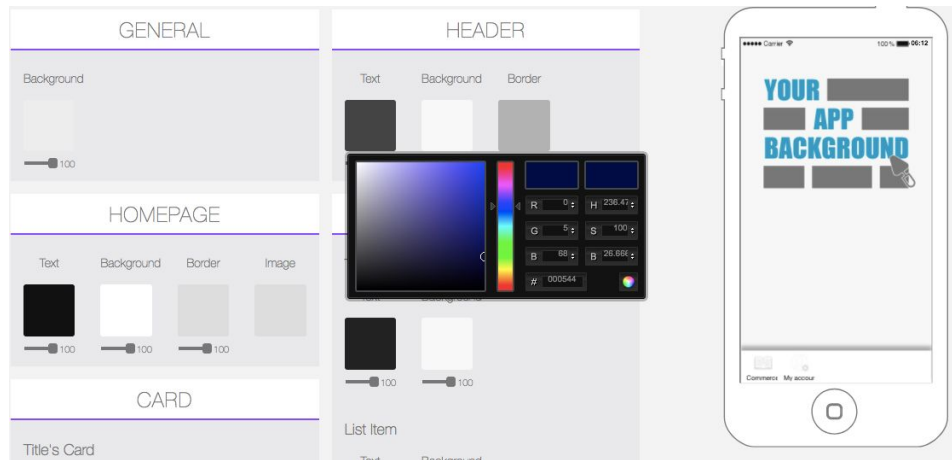 GENERAL
Background
100
HOMEPAGE
Text Background Border Image
100 100 100
CARD
Title's Card
HEADER
Text Background Border
R 0 H 236.47
G 5 S 100
B 68 B 26.666
# 000544
Text Background
100 100
List Item
Text Background
Carrier 100% 06:12
YOUR
APP
BACKGROUND
Commerce My accour